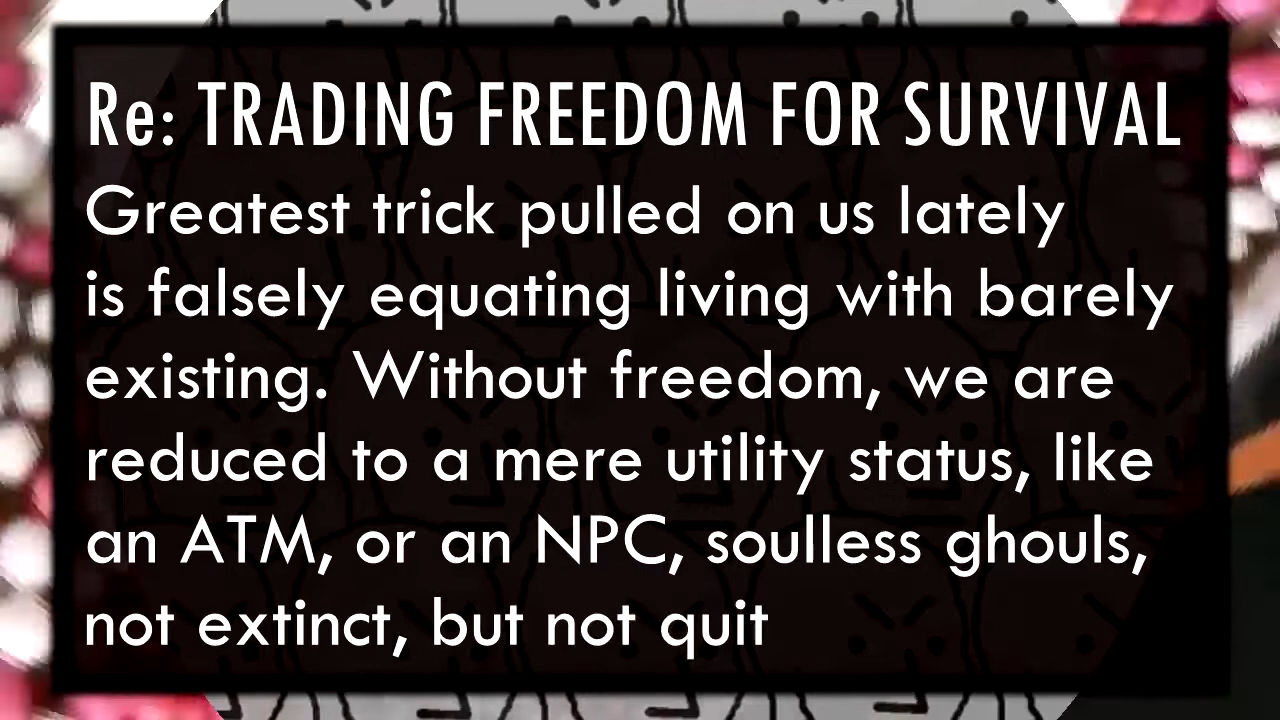 Re: TRADING FREEDOM FOR SURVIVAL
Greatest trick pulled on us lately
is falsely equating living with barely
existing. Without freedom, we are
reduced to a mere utility status, like
an ATM, or an NPC, soulless ghouls,
not extinct, but not quit